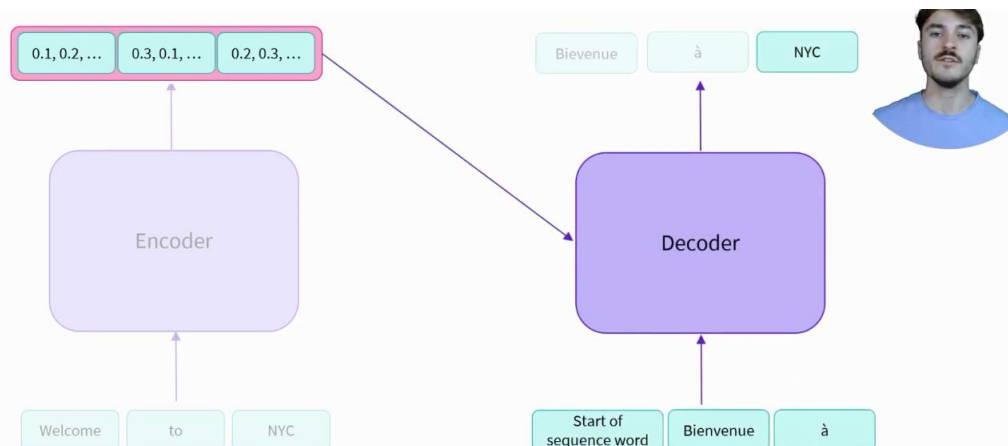 0.1, 0.2, ... 0.3, 0.1, ... 0.2, 0.3, ...
Bievenue à NYC
Encoder
Decoder
Welcome to NYC
Start of
sequence word
Bienvenue à